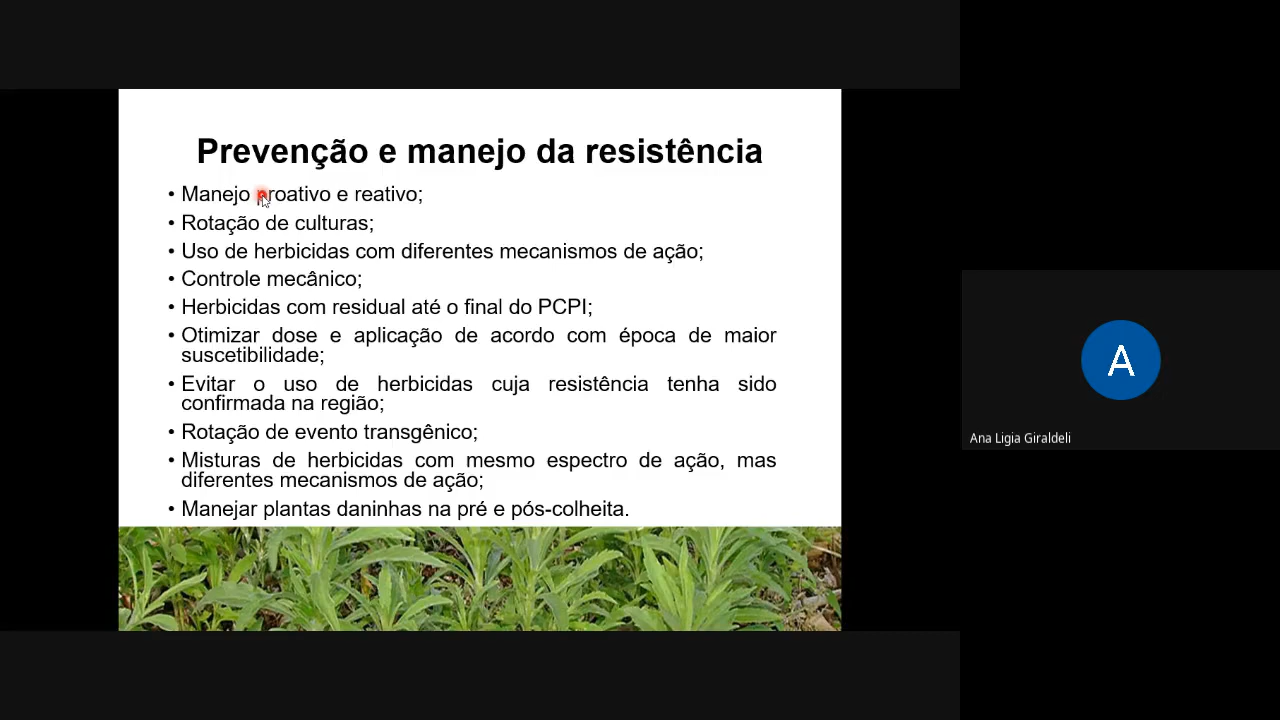 Prevenção e manejo da resistência
• Manejo proativo e reativo;
• Rotação de culturas;
• Uso de herbicidas com diferentes mecanismos de ação;
• Controle mecânico;
• Herbicidas com residual até o final do PCPI;
• Otimizar dose e aplicação de acordo com época de maior
suscetibilidade;
• Evitar o uso de herbicidas cuja resistência tenha sido
confirmada na região;
• Rotação de evento transgênico;
• Misturas de herbicidas com mesmo espectro de ação, mas
diferentes mecanismos de ação;
• Manejar plantas daninhas na pré e pós-colheita.
A
Ana Ligia Giraldeli